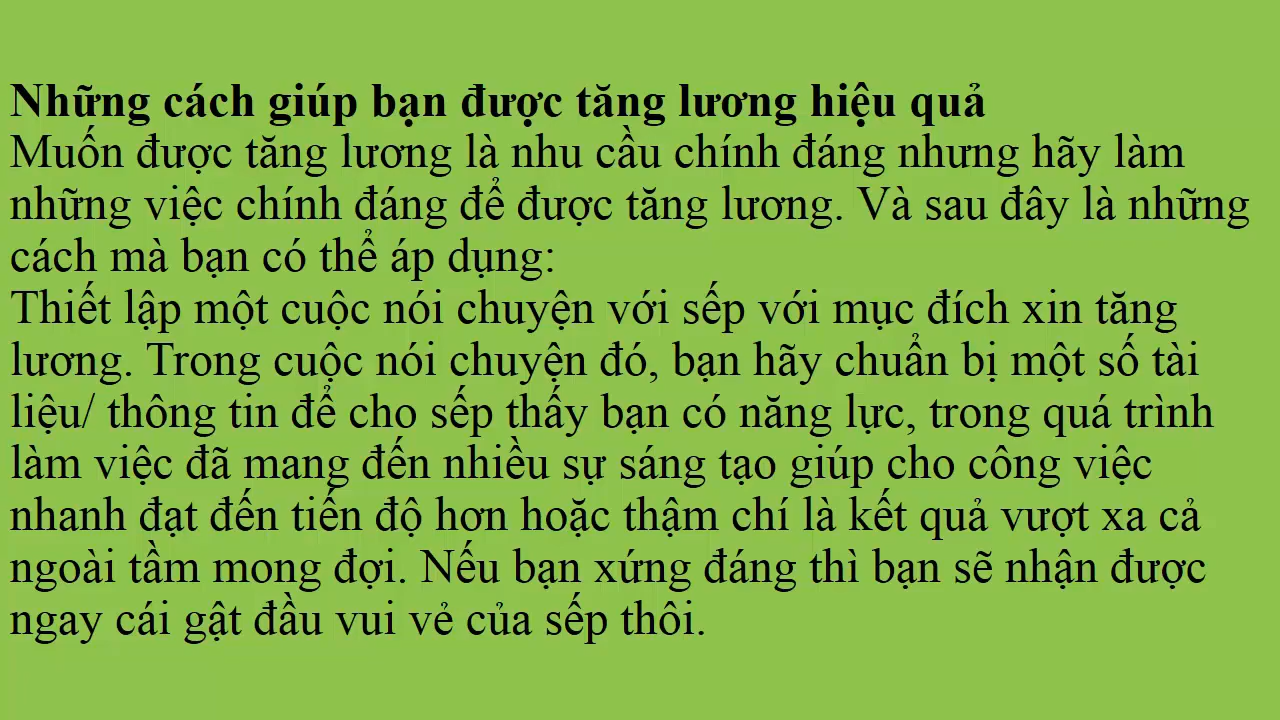 Những cách giúp bạn được tăng lương hiệu quả
Muốn được tăng lương là nhu cầu chính đáng nhưng hãy làm
những việc chính đáng để được tăng lương. Và sau đây là những
cách mà bạn có thể áp dụng:
Thiết lập một cuộc nói chuyện với sếp với mục đích xin tăng
lương. Trong cuộc nói chuyện đó, bạn hãy chuẩn bị một số tài
liệu/ thông tin để cho sếp thấy bạn có năng lực, trong quá trình
làm việc đã mang đến nhiều sự sáng tạo giúp cho công việc
nhanh đạt đến tiến độ hơn hoặc thậm chí là kết quả vượt xa cả
ngoài tầm mong đợi. Nếu bạn xứng đáng thì bạn sẽ nhận được
ngay cái gật đầu vui vẻ của sếp thôi.